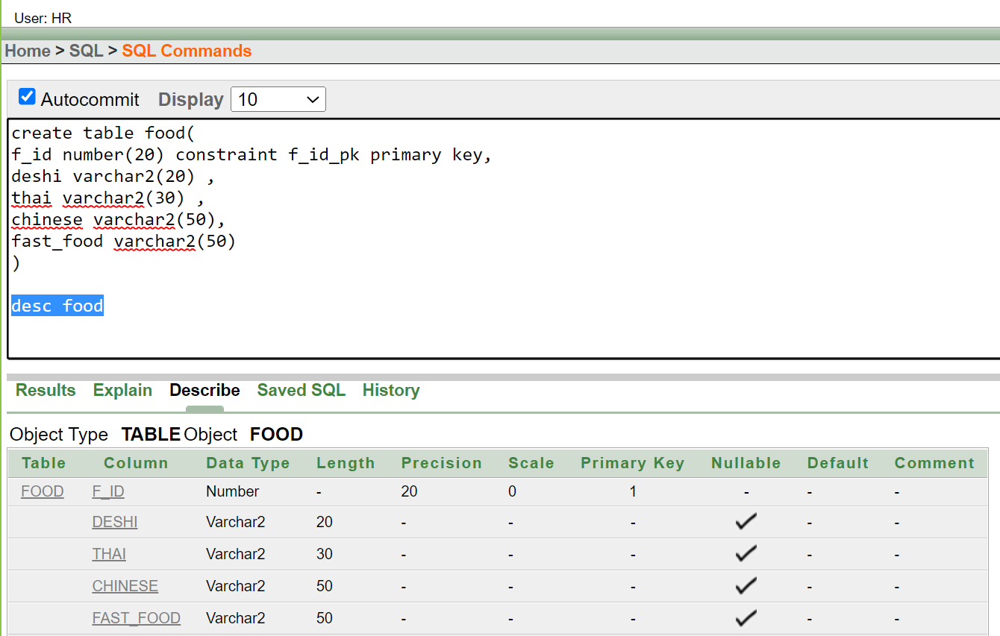 User: HR
Home > SQL > SQL Commands
Autocommit Display 10
create table food(
f_id number(20) constraint f_id_pk primary key,
deshi varchar2(20) ,
thai varchar2(30) ,
chinese varchar2(50),
fast_food varchar2(50)
)
desc food
Results Explain Describe Saved SQL History
Object Type TABLE Object FOOD
Table Column Data Type Length Precision Scale Primary Key Nullable Default Comment
FOOD F_ID Number - 20 0 1 - - -
DESHI Varchar2 20 - - - ✓ - -
THAI Varchar2 30 - - - ✓ - -
CHINESE Varchar2 50 - - - ✓ - -
FAST_FOOD Varchar2 50 - - - ✓ - -